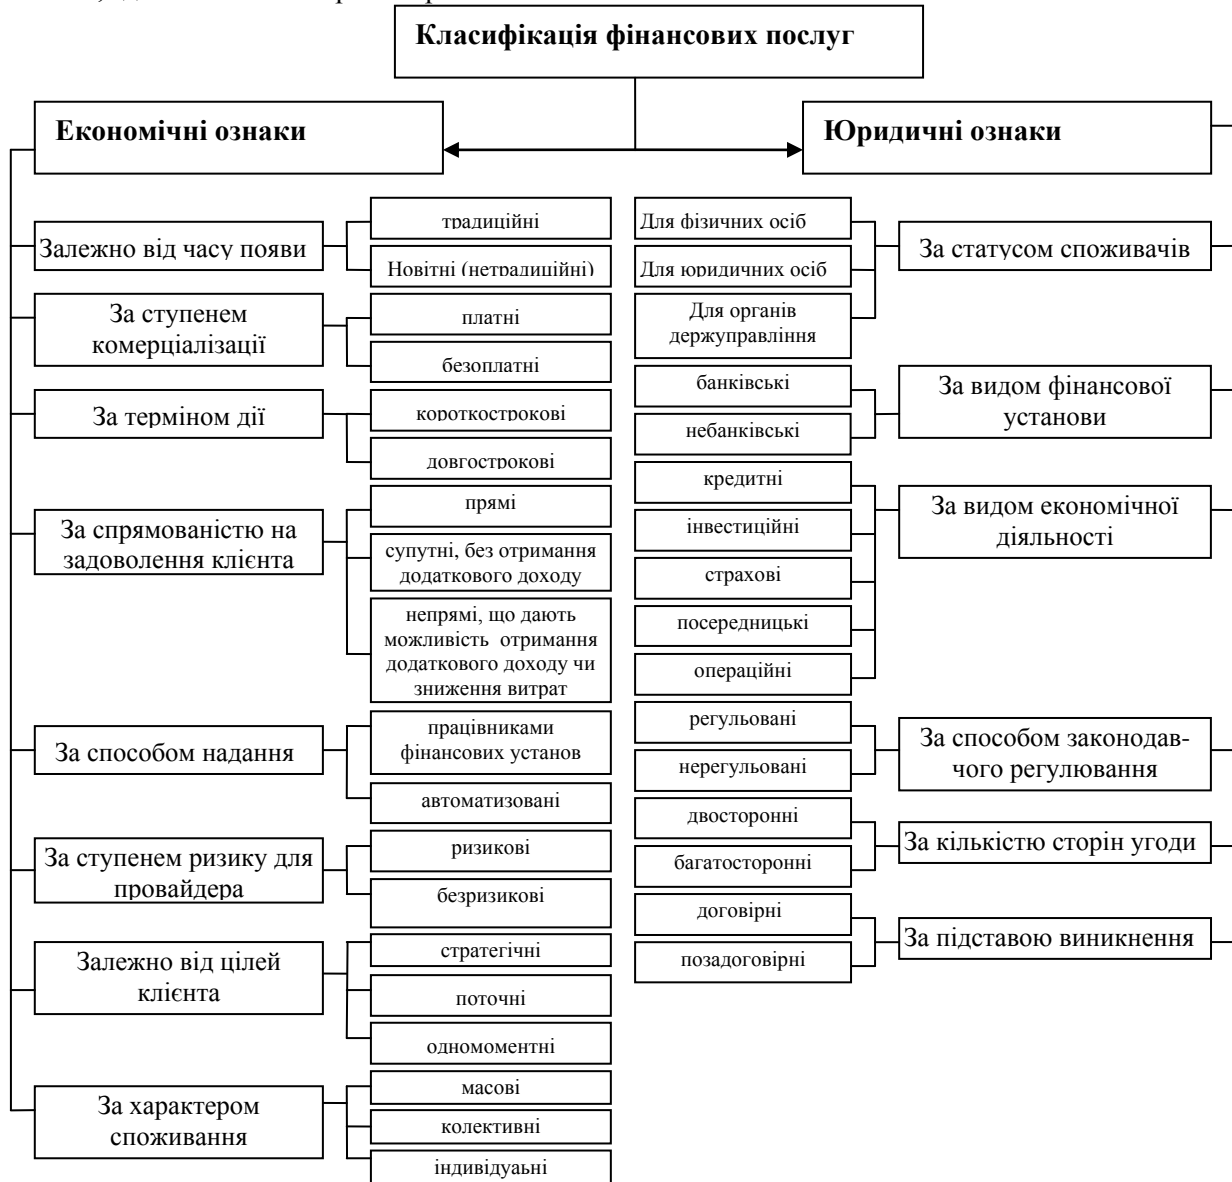 Класифікація фінансових послуг
Економічні ознаки
Юридичні ознаки
Залежно від часу появи
традиційні
Новітні (нетрадиційні)
За ступенем
комерціалізації
платні
безоплатні
За терміном дії
короткострокові
довгострокові
За спрямованістю на
задоволення клієнта
прямі
супутні, без отримання
додаткового доходу
непрямі, що дають
можливість отримання
додаткового доходу чи
зниження витрат
За способом надання
працівниками
фінансових установ
автоматизовані
За ступенем ризику для
провайдера
ризикові
безризикові
Залежно від цілей
клієнта
стратегічні
поточні
одномоментні
За характером
споживання
масові
колективні
індивідуаьні
Для фізичних осіб
Для юридичних осіб
Для органів
держуправління
За статусом споживачів
банківські
небанківські
За видом фінансової
установи
кредитні
інвестиційні
страхові
посередницькі
операційні
За видом економічної
діяльності
регульовані
нерегульовані
За способом законодав-
чого регулювання
двосторонні
багатосторонні
За кількістю сторін угоди
договірні
позадоговірні
За підставою виникнення